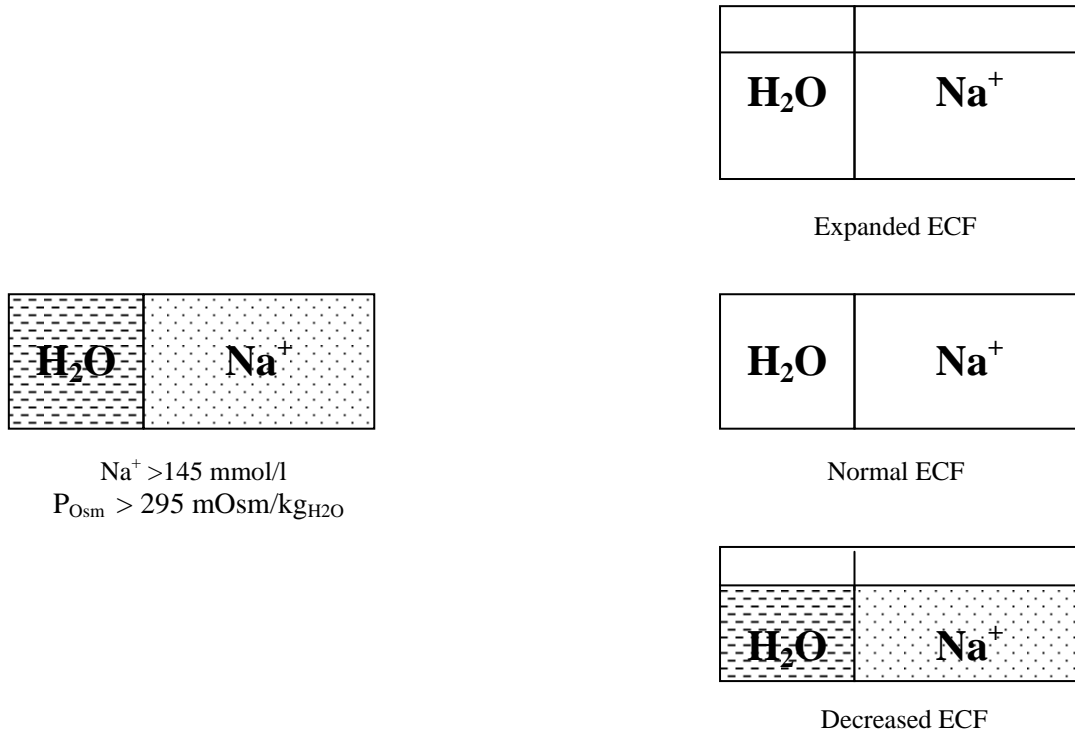 H₂O Na⁺
Expanded ECF
H₂O Na⁺
Na⁺ >145 mmol/l
P_Osm > 295 mOsm/kg_H2O
H₂O Na⁺
Normal ECF
H₂O Na⁺
Decreased ECF